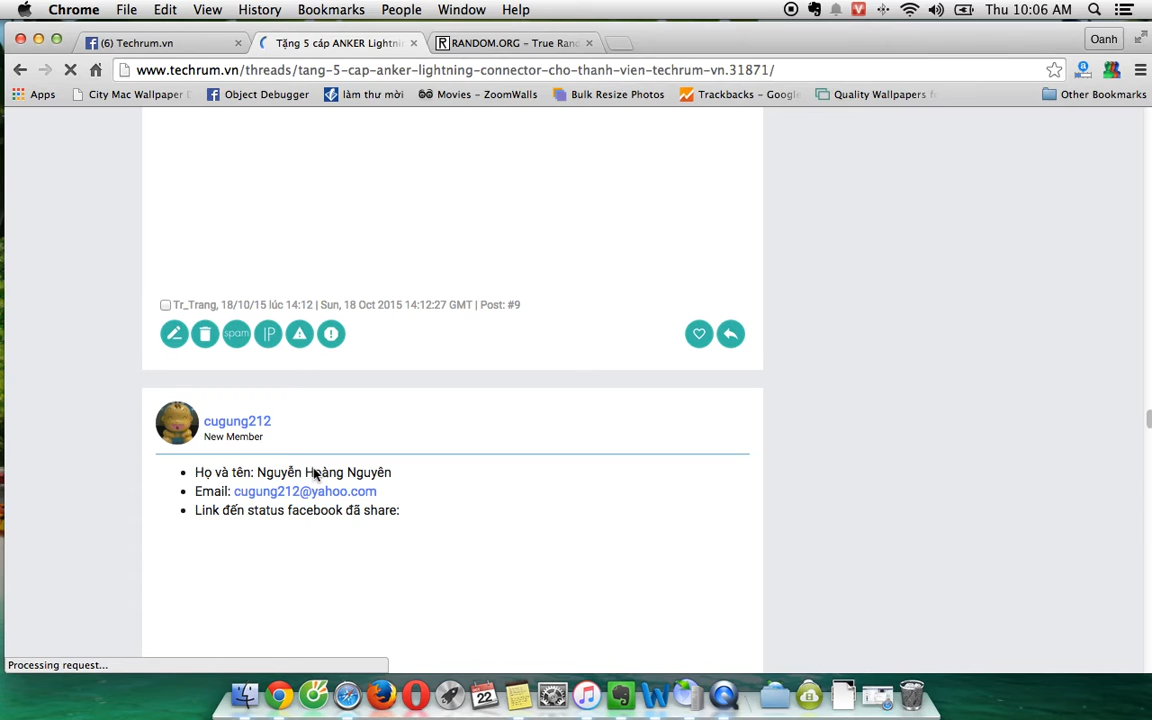 Chrome File Edit View History Bookmarks People Window Help Thu 10:06 AM
(6) Techrum.vn
Tặng 5 cáp ANKER Lightni
RANDOM.ORG – True Ran
Oanh
www.techrum.vn/threads/tang-5-cap-anker-lightning-connector-cho-thanh-vien-techrum-vn.31871/
Apps City Mac Wallpaper Object Debugger làm thư mời Movies – ZoomWalls Bulk Resize Photos Trackbacks – Google Quality Wallpapers fo Other Bookmarks
Tr_Trang, 18/10/15 lúc 14:12 | Sun, 18 Oct 2015 14:12:27 GMT | Post: #9
spam IP
cugung212
New Member
Họ và tên: Nguyễn Hoàng Nguyên
Email: cugung212@yahoo.com
Link đến status facebook đã share:
Processing request...
22